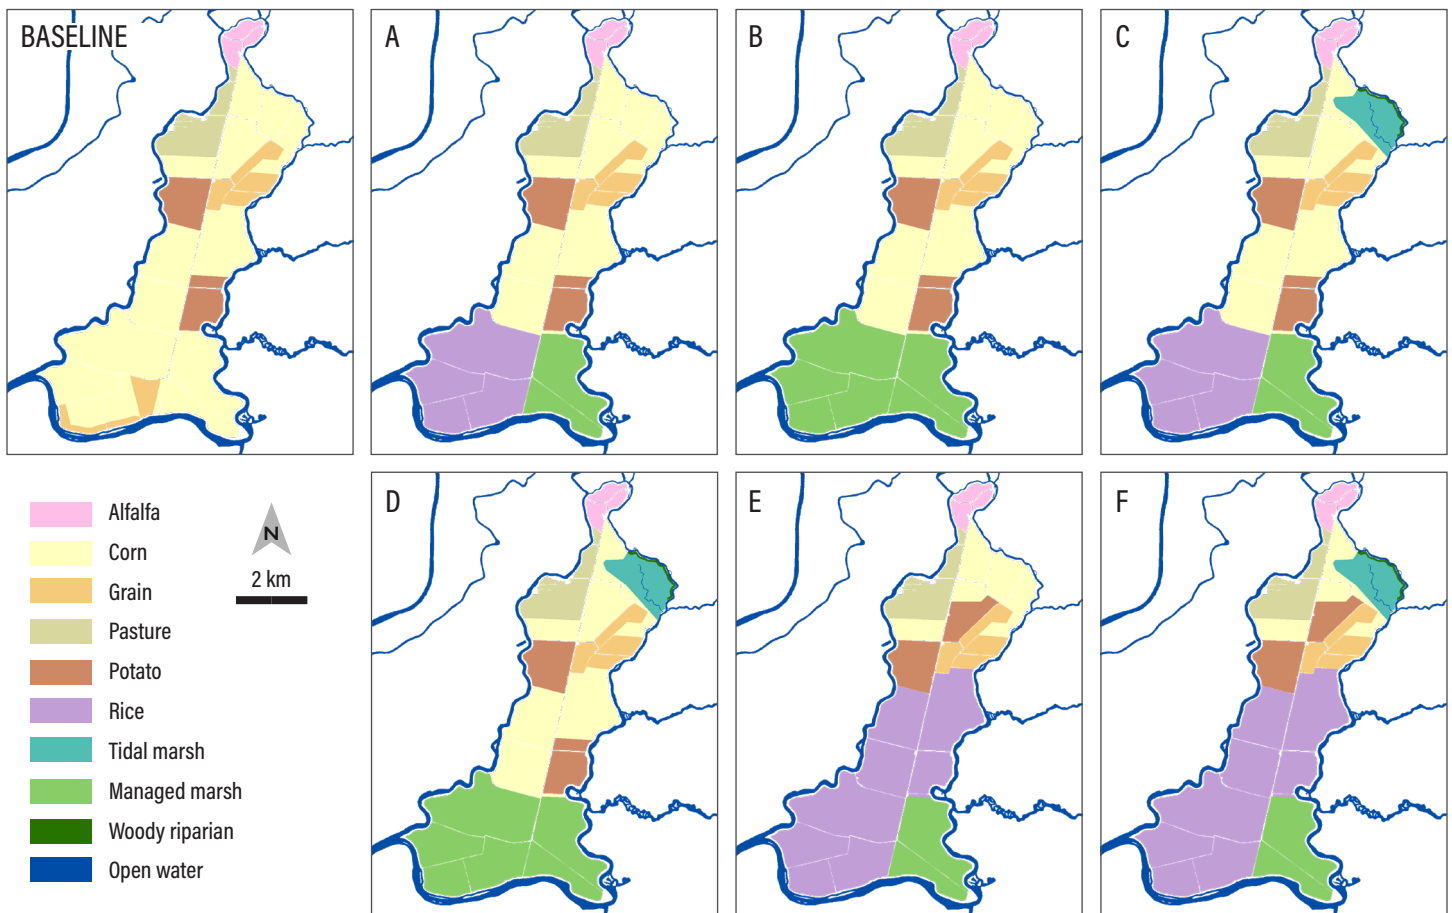 BASELINE
A
B
C
D
E
F
Alfalfa
Corn
Grain
Pasture
Potato
Rice
Tidal marsh
Managed marsh
Woody riparian
Open water
N
2 km